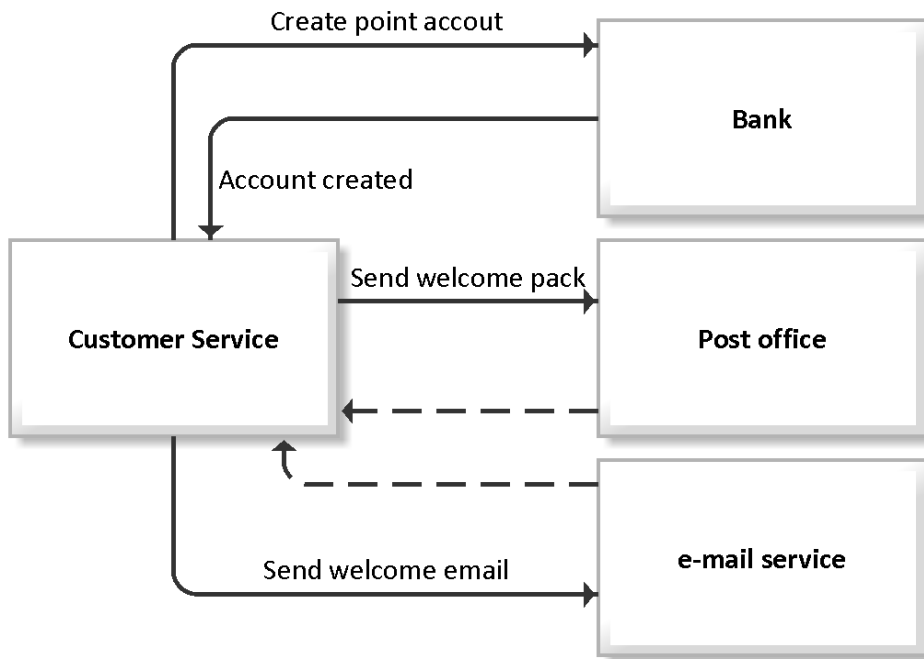 Create point accout
Bank
Account created
Send welcome pack
Customer Service
Post office
e-mail service
Send welcome email